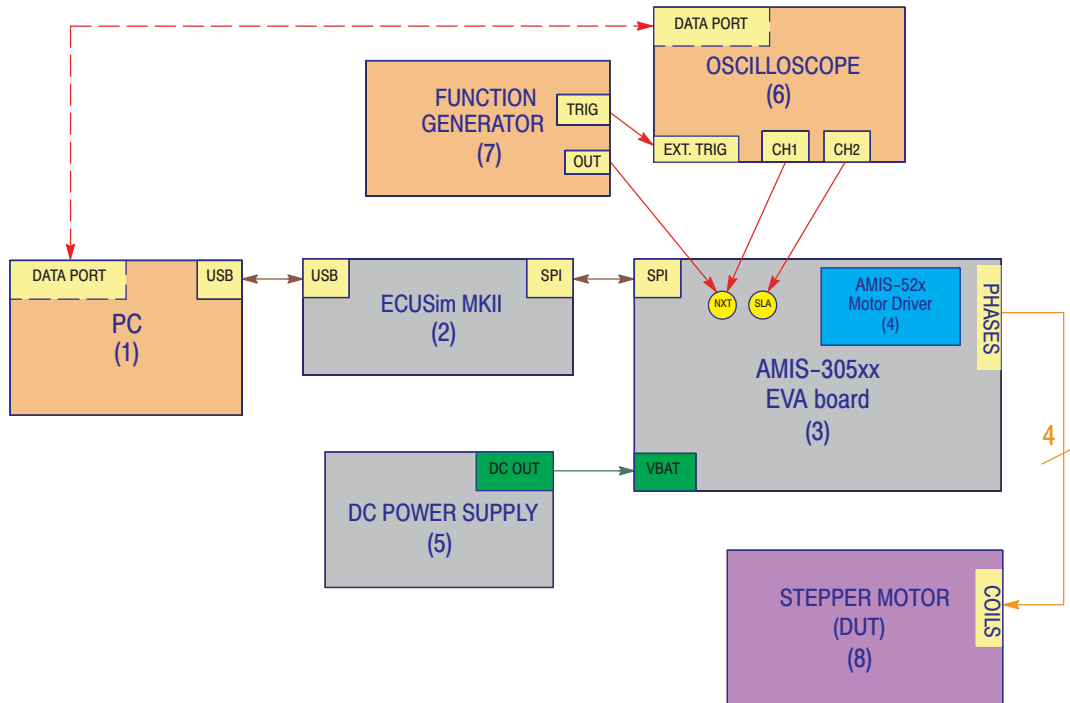 DATA PORT
OSCILLOSCOPE
(6)
EXT. TRIG
CH1
CH2
FUNCTION
GENERATOR
(7)
TRIG
OUT
DATA PORT
USB
PC
(1)
USB
SPI
ECUSim MKII
(2)
SPI
NXT
SLA
AMIS-52x
Motor Driver
(4)
PHASES
AMIS-305xx
EVA board
(3)
VBAT
4
DC OUT
DC POWER SUPPLY
(5)
STEPPER MOTOR
(DUT)
(8)
COILS